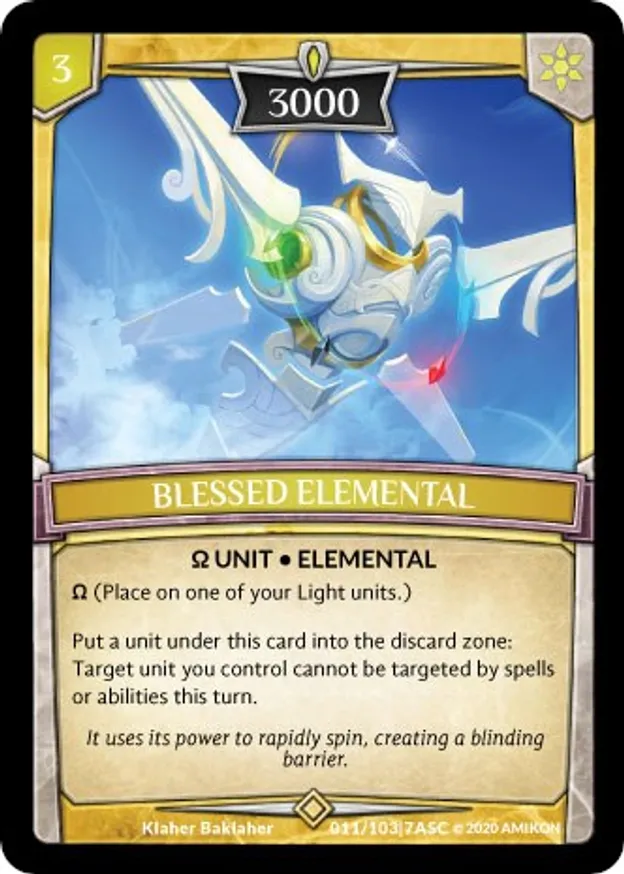 3
3000
BLESSED ELEMENTAL
Ω UNIT • ELEMENTAL
Ω (Place on one of your Light units.)
Put a unit under this card into the discard zone:
Target unit you control cannot be targeted by spells
or abilities this turn.
It uses its power to rapidly spin, creating a blinding
barrier.
Klaher Baklaher 011/103|7ASC © 2020 AMIKON